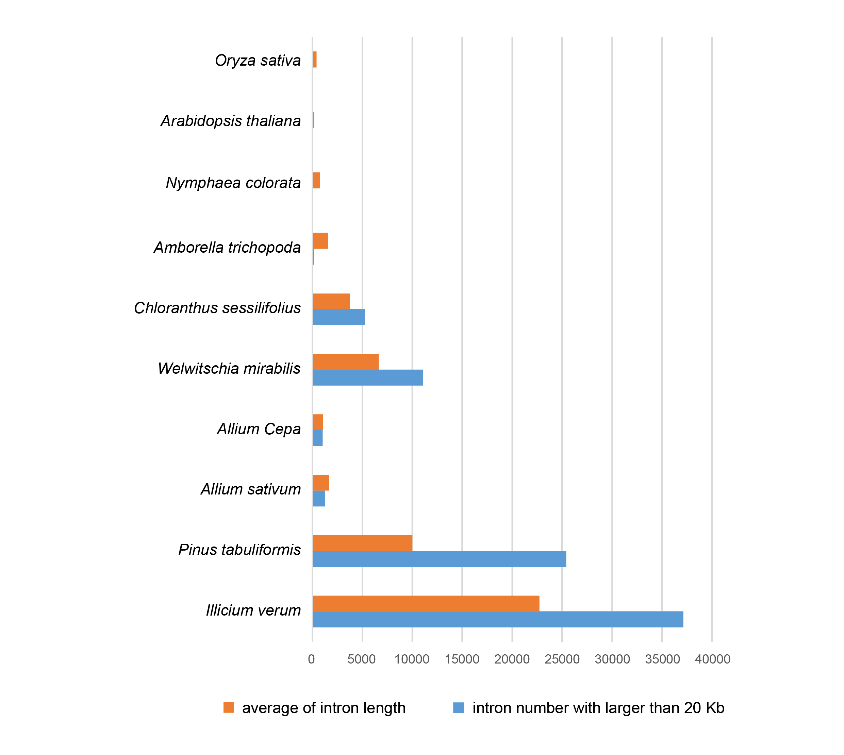 Oryza sativa
Arabidopsis thaliana
Nymphaea colorata
Amborella trichopoda
Chloranthus sessilifolius
Welwitschia mirabilis
Allium Cepa
Allium sativum
Pinus tabuliformis
Illicium verum
0 5000 10000 15000 20000 25000 30000 35000 40000
average of intron length intron number with larger than 20 Kb